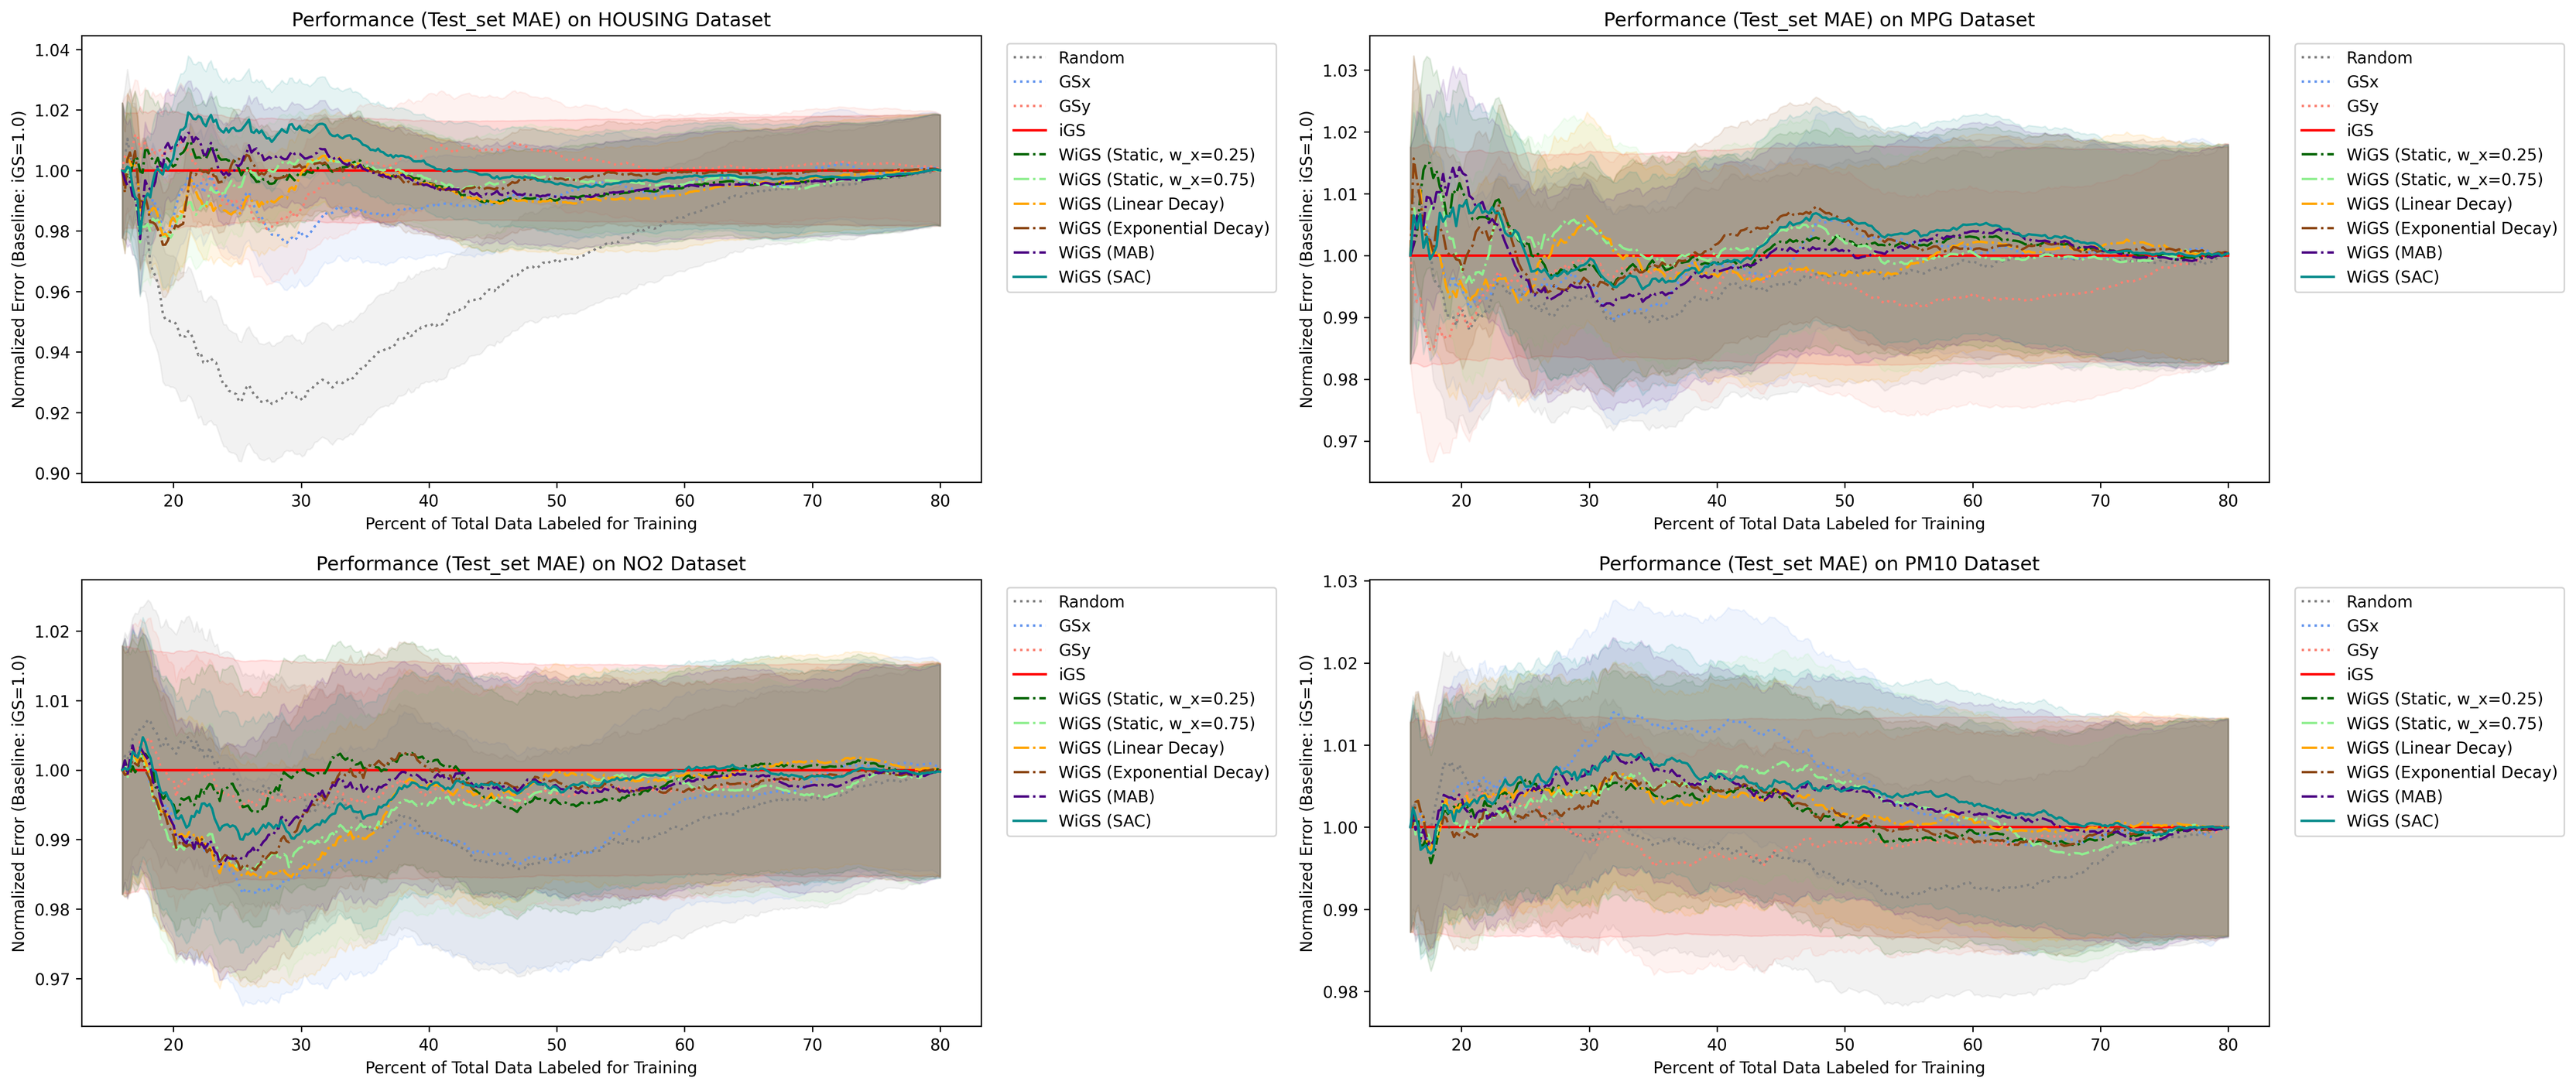 Performance (Test_set MAE) on HOUSING Dataset
Normalized Error (Baseline: iGS=1.0)
1.04
1.02
1.00
0.98
0.96
0.94
0.92
0.90
20 30 40 50 60 70 80
Percent of Total Data Labeled for Training
Random
GSx
GSy
iGS
WiGS (Static, w_x=0.25)
WiGS (Static, w_x=0.75)
WiGS (Linear Decay)
WiGS (Exponential Decay)
WiGS (MAB)
WiGS (SAC)
Performance (Test_set MAE) on MPG Dataset
Normalized Error (Baseline: iGS=1.0)
1.03
1.02
1.01
1.00
0.99
0.98
0.97
20 30 40 50 60 70 80
Percent of Total Data Labeled for Training
Random
GSx
GSy
iGS
WiGS (Static, w_x=0.25)
WiGS (Static, w_x=0.75)
WiGS (Linear Decay)
WiGS (Exponential Decay)
WiGS (MAB)
WiGS (SAC)
Performance (Test_set MAE) on NO2 Dataset
Normalized Error (Baseline: iGS=1.0)
1.02
1.01
1.00
0.99
0.98
0.97
20 30 40 50 60 70 80
Percent of Total Data Labeled for Training
Random
GSx
GSy
iGS
WiGS (Static, w_x=0.25)
WiGS (Static, w_x=0.75)
WiGS (Linear Decay)
WiGS (Exponential Decay)
WiGS (MAB)
WiGS (SAC)
Performance (Test_set MAE) on PM10 Dataset
Normalized Error (Baseline: iGS=1.0)
1.03
1.02
1.01
1.00
0.99
0.98
20 30 40 50 60 70 80
Percent of Total Data Labeled for Training
Random
GSx
GSy
iGS
WiGS (Static, w_x=0.25)
WiGS (Static, w_x=0.75)
WiGS (Linear Decay)
WiGS (Exponential Decay)
WiGS (MAB)
WiGS (SAC)